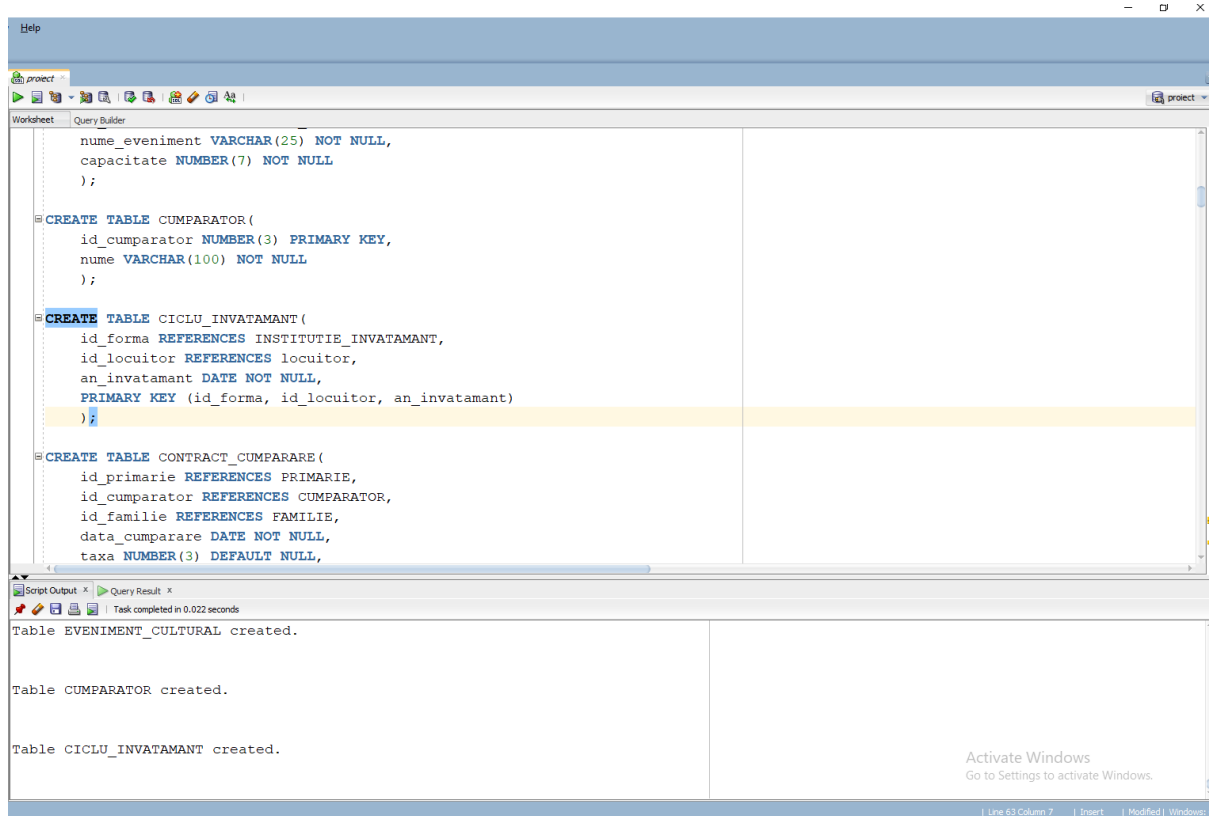 Help
proiect
proiect
Worksheet Query Builder
nume_eveniment VARCHAR(25) NOT NULL,
capacitate NUMBER(7) NOT NULL
);
CREATE TABLE CUMPARATOR(
id_cumparator NUMBER(3) PRIMARY KEY,
nume VARCHAR(100) NOT NULL
);
CREATE TABLE CICLU_INVATAMANT(
id_forma REFERENCES INSTITUTIE_INVATAMANT,
id_locuitor REFERENCES locuitor,
an_invatamant DATE NOT NULL,
PRIMARY KEY (id_forma, id_locuitor, an_invatamant)
);
CREATE TABLE CONTRACT_CUMPARARE(
id_primarie REFERENCES PRIMARIE,
id_cumparator REFERENCES CUMPARATOR,
id_familie REFERENCES FAMILIE,
data_cumparare DATE NOT NULL,
taxa NUMBER(3) DEFAULT NULL,
Script Output x Query Result x
Task completed in 0.022 seconds
Table EVENIMENT_CULTURAL created.
Table CUMPARATOR created.
Table CICLU_INVATAMANT created.
Activate Windows
Go to Settings to activate Windows.
| Line 63 Column 7 | Insert | Modified | Windows: